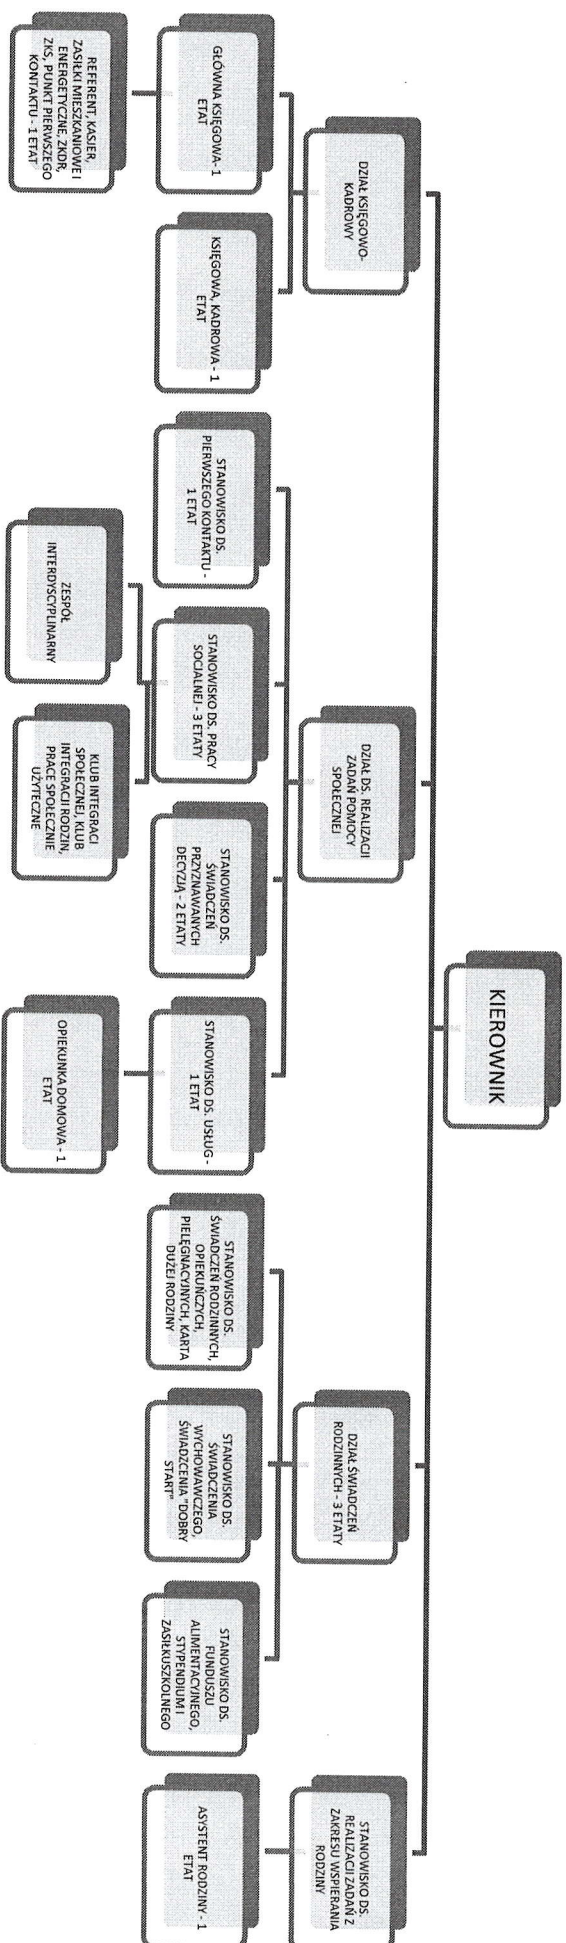 KIEROWNIK
DZIAŁ KSIĘGOWO-
KADROWY
DZIAŁ DS. REALIZACJI
ZADAŃ POMOCY
SPOŁECZNEJ
DZIAŁ ŚWIADCZEŃ
RODZINNYCH - 3 ETATY
STANOWISKO DS.
REALIZACJI ZADAŃ Z
ZAKRESU WSPIERANIA
RODZINY
GŁÓWNA KSIĘGOWA- 1
ETAT
KSIĘGOWA, KADROWA - 1
ETAT
STANOWISKO DS.
PIERWSZEGO KONTAKTU -
1 ETAT
STANOWISKO DS. PRACY
SOCJALNEJ - 3 ETATY
STANOWISKO DS.
ŚWIADCZEŃ
PRZYZNAWANYCH
DECYZJĄ - 2 ETATY
STANOWISKO DS. USŁUG -
1 ETAT
STANOWISKO DS.
ŚWIADCZEŃ RODZINNYCH,
OPIEKUŃCZYCH,
PIELĘGNACYJNYCH, KARTA
DUŻEJ RODZINY
STANOWISKO DS.
ŚWIADCZENIA
WYCHOWAWCZEGO,
ŚWIADZCENIA "DOBRY
START"
STANOWISKO DS.
FUNDUSZU
ALIMENTACYJNEGO,
STYPENDIUM I
ZASIŁKUSZKOLNEGO
ASYSTENT RODZINY - 1
ETAT
REFERENT, KASJER,
ZASIŁKI MIESZKANIOWE I
ENERGETYCZNE, ZKDR,
ZKS, PUNKT PIERWSZEGO
KONTAKTU - 1 ETAT
ZESPÓŁ
INTERDYSCYPLINARNY
KLUB INTEGRACI
SPOŁECZNEJ, KLUB
INTEGRACJI RODZIN,
PRACE SPOŁECZNIE
UŻYTECZNE
OPIEKUNKA DOMOWA - 1
ETAT